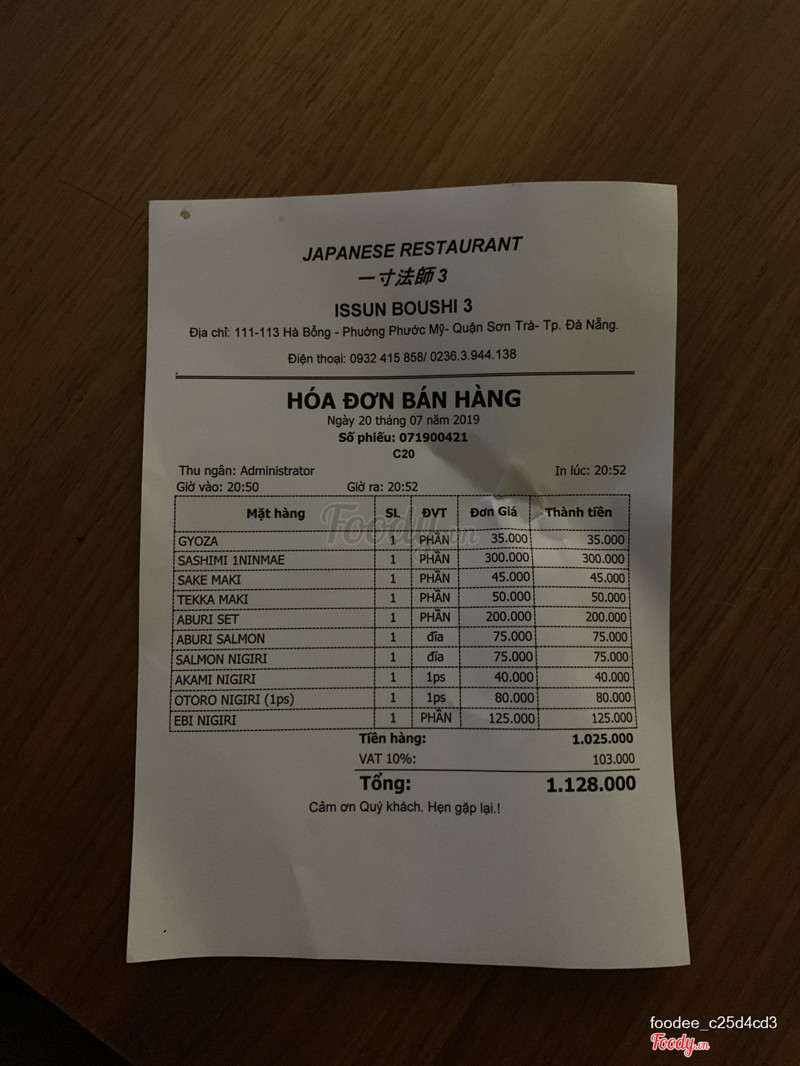 JAPANESE RESTAURANT
一寸法師 3
ISSUN BOUSHI 3
Địa chỉ: 111-113 Hà Bổng - Phường Phước Mỹ- Quận Sơn Trà- Tp. Đà Nẵng.
Điện thoại: 0932 415 858/ 0236.3.944.138
HÓA ĐƠN BÁN HÀNG
Ngày 20 tháng 07 năm 2019
Số phiếu: 071900421
C20
Thu ngân: Administrator In lúc: 20:52
Giờ vào: 20:50 Giờ ra: 20:52
Mặt hàng SL ĐVT Đơn Giá Thành tiền
GYOZA 1 PHẦN 35.000 35.000
SASHIMI 1NINMAE 1 PHẦN 300.000 300.000
SAKE MAKI 1 PHẦN 45.000 45.000
TEKKA MAKI 1 PHẦN 50.000 50.000
ABURI SET 1 PHẦN 200.000 200.000
ABURI SALMON 1 đĩa 75.000 75.000
SALMON NIGIRI 1 đĩa 75.000 75.000
AKAMI NIGIRI 1 1ps 40.000 40.000
OTORO NIGIRI (1ps) 1 1ps 80.000 80.000
EBI NIGIRI 1 PHẦN 125.000 125.000
Tiền hàng: 1.025.000
VAT 10%: 103.000
Tổng: 1.128.000
Cảm ơn Quý khách. Hẹn gặp lại.!
Foody.vn
foodee_c25d4cd3
Foody.vn